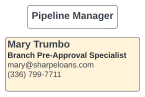 Pipeline Manager
Mary Trumbo
Branch Pre-Approval Specialist
mary@sharpeloans.com
(336) 799-7711